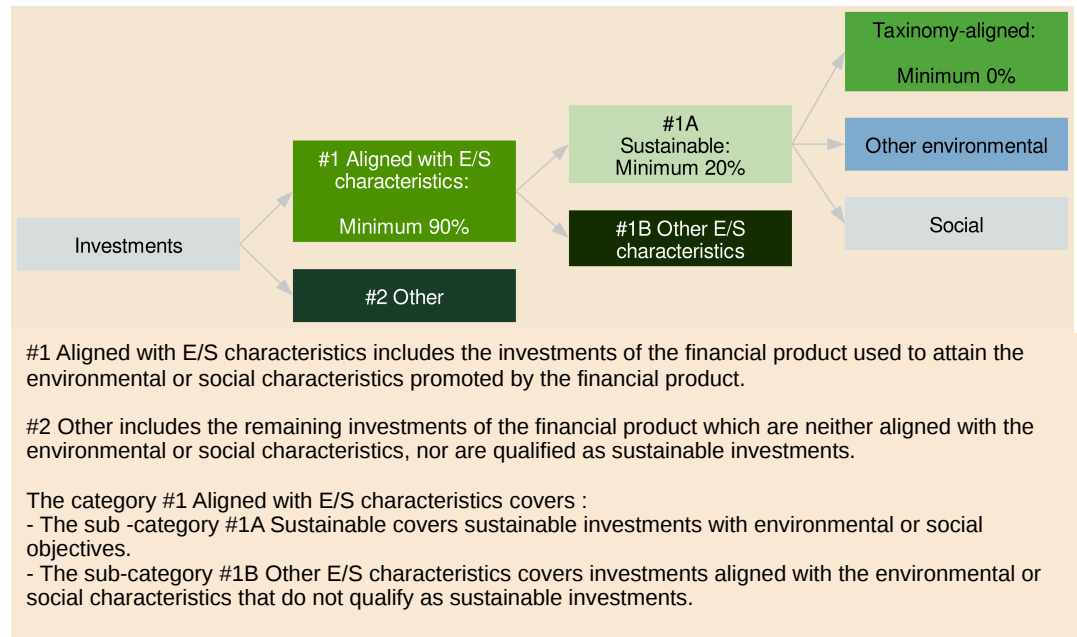 Taxinomy-aligned:
Minimum 0%
#1A
Sustainable:
Minimum 20%
Other environmental
#1 Aligned with E/S
characteristics:
Minimum 90%
Social
#1B Other E/S
characteristics
Investments
#2 Other
#1 Aligned with E/S characteristics includes the investments of the financial product used to attain the
environmental or social characteristics promoted by the financial product.
#2 Other includes the remaining investments of the financial product which are neither aligned with the
environmental or social characteristics, nor are qualified as sustainable investments.
The category #1 Aligned with E/S characteristics covers :
- The sub -category #1A Sustainable covers sustainable investments with environmental or social
objectives.
- The sub-category #1B Other E/S characteristics covers investments aligned with the environmental or
social characteristics that do not qualify as sustainable investments.